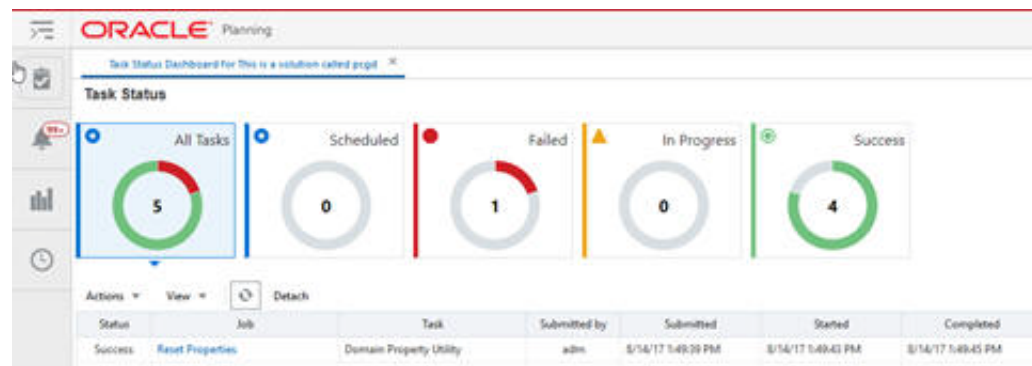 ORACLE Planning
Task Status Dashboard for This is a solution called pcgd ×
Task Status
99+
All Tasks Scheduled Failed In Progress Success
5 0 1 0 4
Actions View Detach
Status Job Task Submitted by Submitted Started Completed
Success Reset Properties Domain Property Utility adm 8/14/17 1:49:39 PM 8/14/17 1:49:43 PM 8/14/17 1:49:45 PM